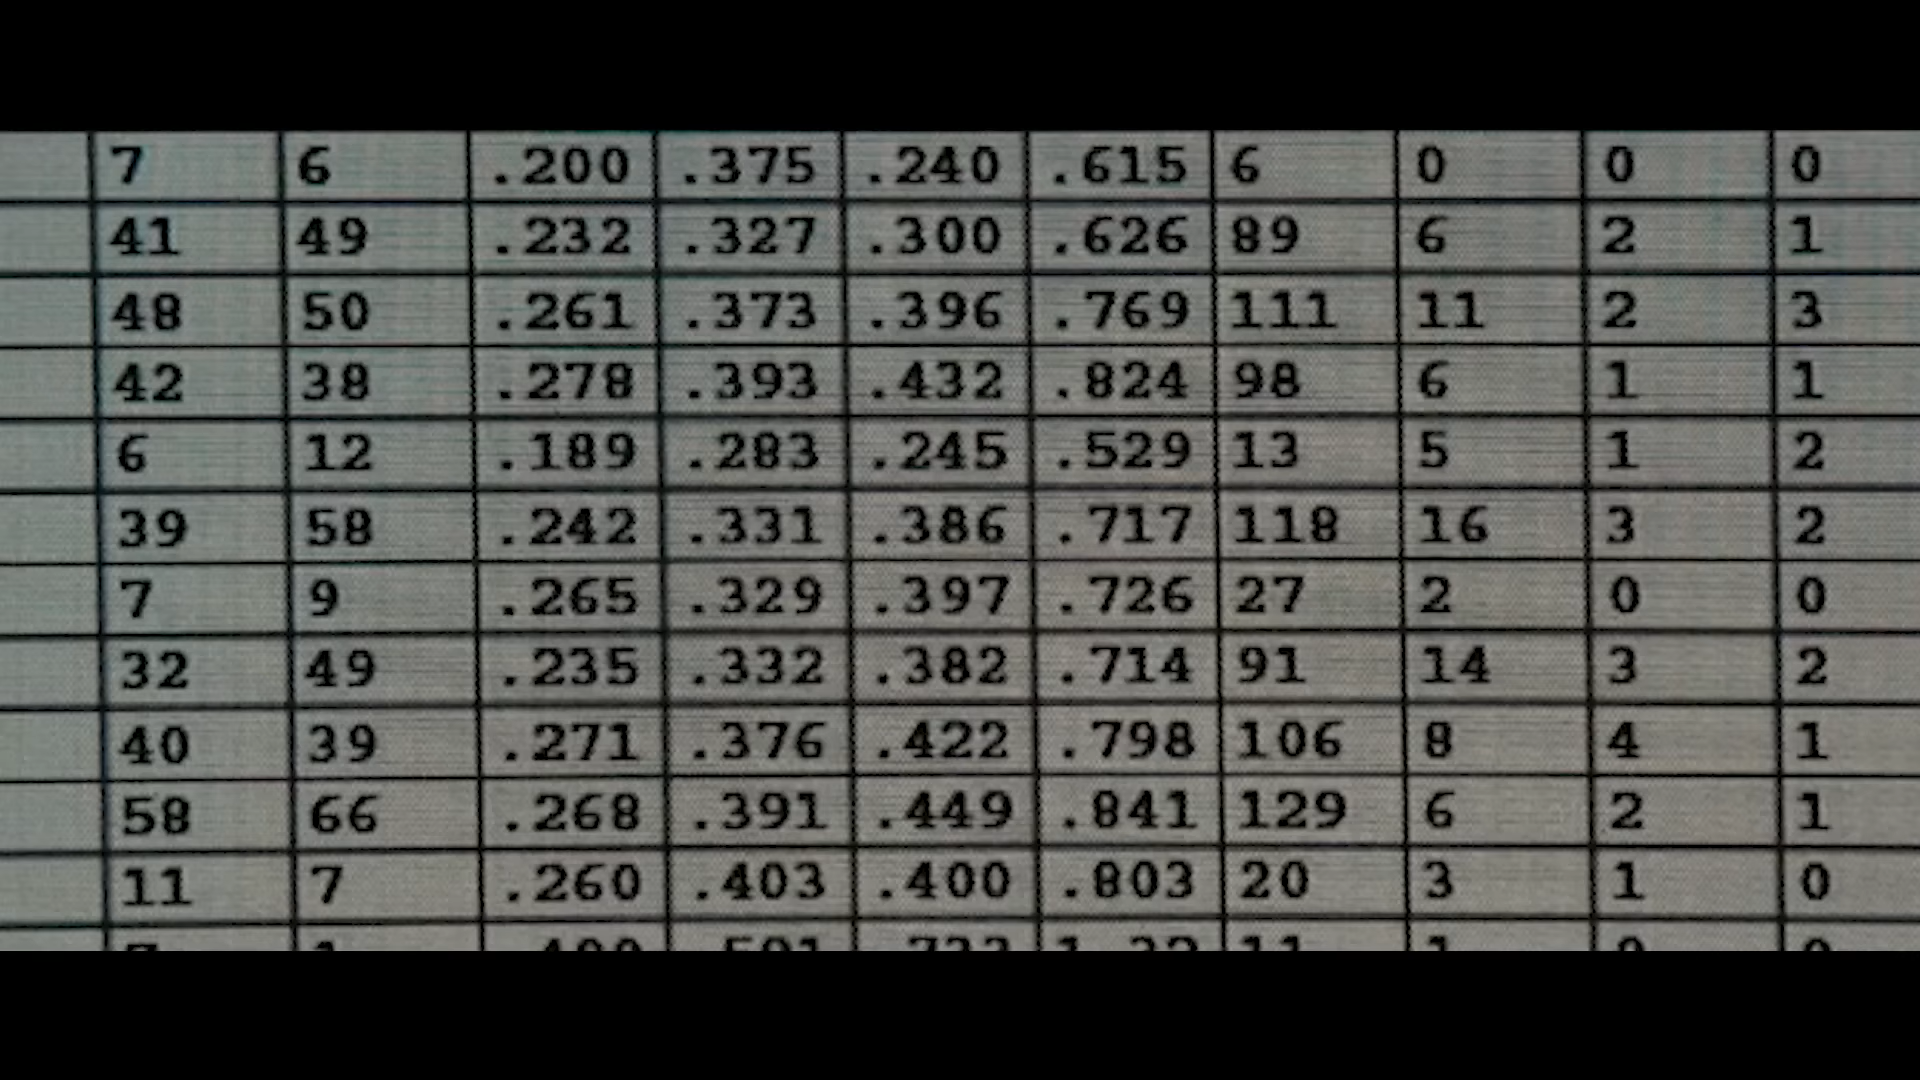 7 6 .200 .375 .240 .615 6 0 0 0
41 49 .232 .327 .300 .626 89 6 2 1
48 50 .261 .373 .396 .769 111 11 2 3
42 38 .278 .393 .432 .824 98 6 1 1
6 12 .189 .283 .245 .529 13 5 1 2
39 58 .242 .331 .386 .717 118 16 3 2
7 9 .265 .329 .397 .726 27 2 0 0
32 49 .235 .332 .382 .714 91 14 3 2
40 39 .271 .376 .422 .798 106 8 4 1
58 66 .268 .391 .449 .841 129 6 2 1
11 7 .260 .403 .400 .803 20 3 1 0